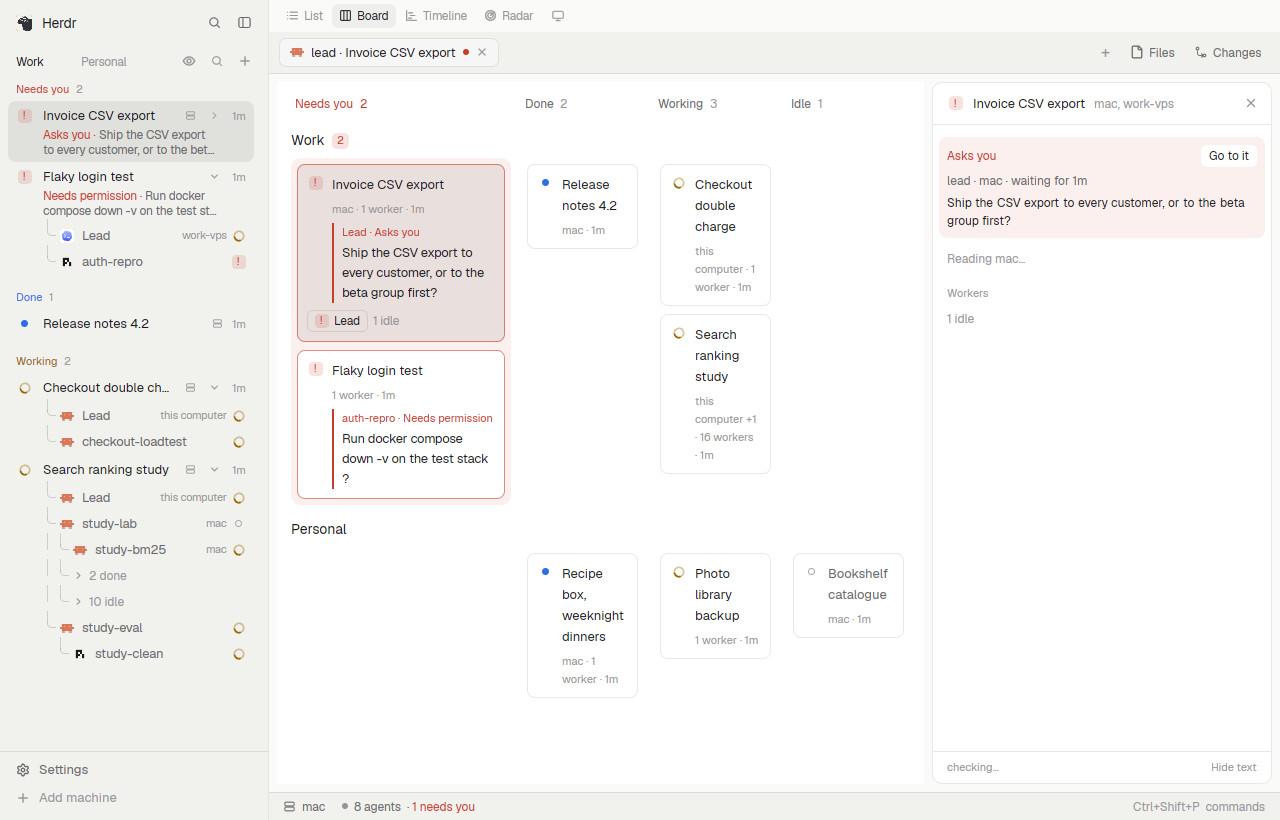 Herdr
Work Personal
Needs you 2
Invoice CSV export 1m
Asks you · Ship the CSV export
to every customer, or to the bet…
Flaky login test 1m
Needs permission · Run docker
compose down -v on the test st…
Lead work-vps
auth-repro
Done 1
Release notes 4.2 1m
Working 2
Checkout double ch… 1m
Lead this computer
checkout-loadtest
Search ranking study 1m
Lead this computer
study-lab mac
study-bm25 mac
2 done
10 idle
study-eval
study-clean
Settings
Add machine
List Board Timeline Radar
lead · Invoice CSV export
Files Changes
Needs you 2 Done 2 Working 3 Idle 1
Work 2
Invoice CSV export
mac · 1 worker · 1m
Lead · Asks you
Ship the CSV export to
every customer, or to the
beta group first?
Lead 1 idle
Flaky login test
1 worker · 1m
auth-repro · Needs permission
Run docker compose
down -v on the test stack
?
Release
notes 4.2
mac · 1m
Checkout
double
charge
this
computer · 1
worker · 1m
Search
ranking
study
this
computer +1
· 16 workers
· 1m
Personal
Recipe
box,
weeknight
dinners
mac · 1
worker · 1m
Photo
library
backup
1 worker · 1m
Bookshelf
catalogue
mac · 1m
Invoice CSV export mac, work-vps
Asks you Go to it
lead · mac · waiting for 1m
Ship the CSV export to every customer, or to the beta
group first?
Reading mac…
Workers
1 idle
checking… Hide text
mac 8 agents · 1 needs you Ctrl+Shift+P commands